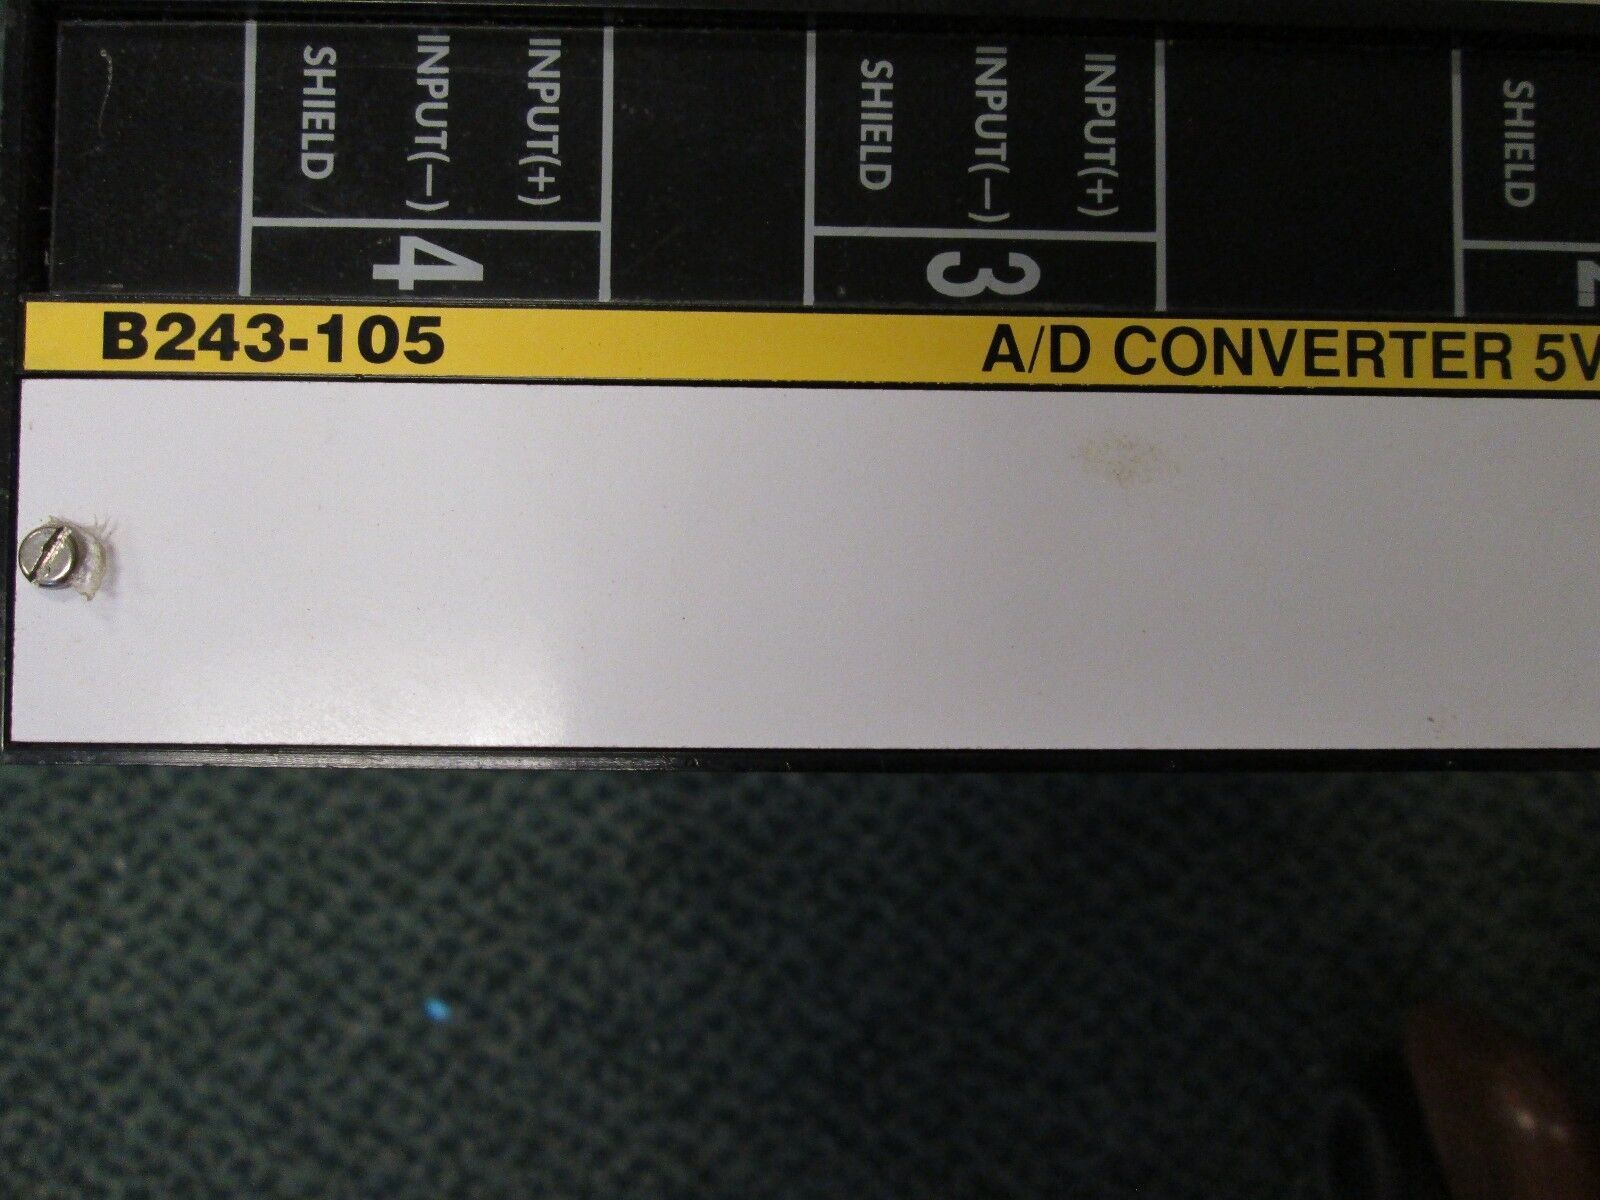 INPUT(+)
INPUT(—)
SHIELD
4
INPUT(+)
INPUT(—)
SHIELD
3
SHIELD
B243-105
A/D CONVERTER 5V